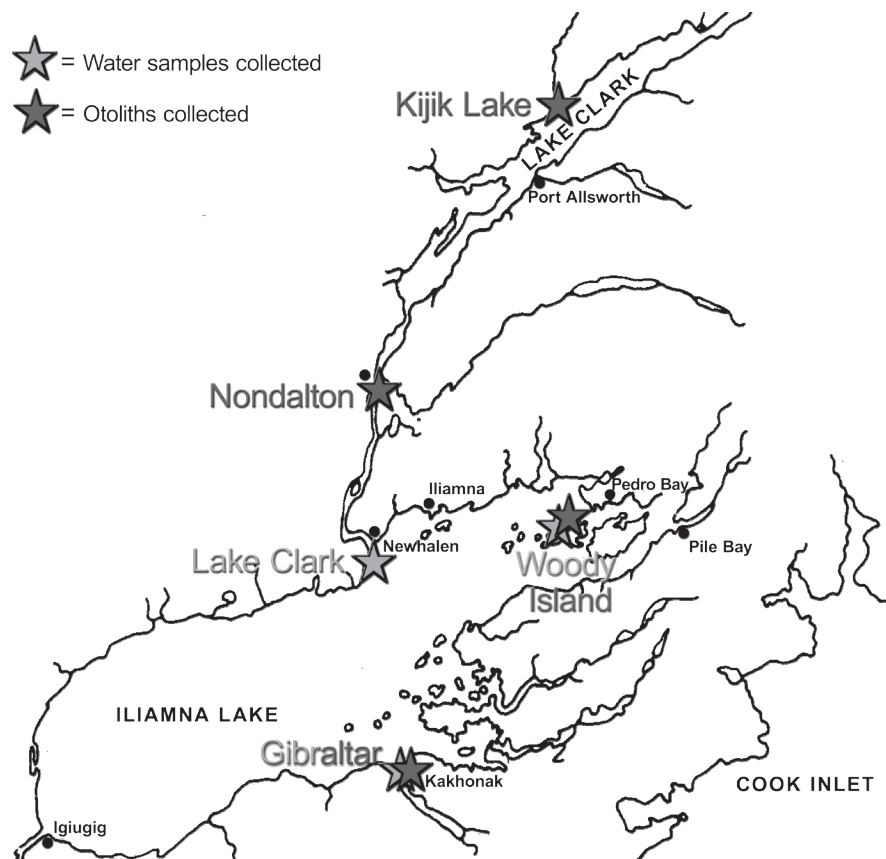 = Water samples collected
= Otoliths collected
Kijik Lake
LAKE CLARK
Port Allsworth
Nondalton
Iliamna
Pedro Bay
Newhalen
Lake Clark
Woody
Island
Pile Bay
ILIAMNA LAKE
Gibraltar
Kakhonak
COOK INLET
Igiugig